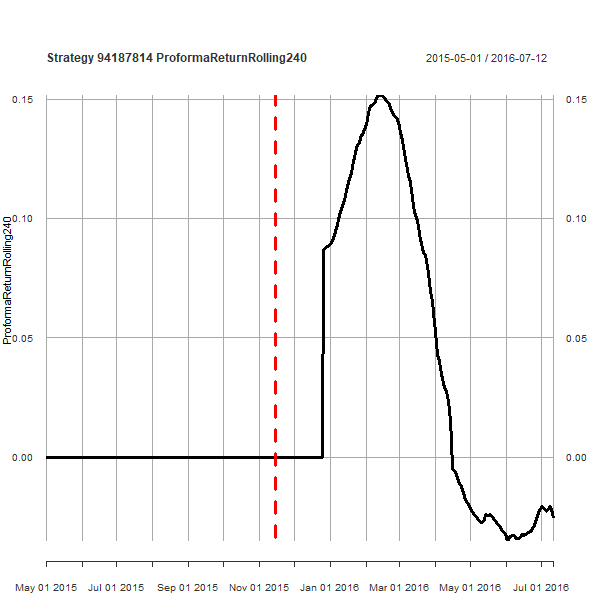 Strategy 94187814 ProformaReturnRolling240
2015-05-01 / 2016-07-12
ProformaReturnRolling240
0.15
0.10
0.05
0.00
0.15
0.10
0.05
0.00
May 01 2015
Jul 01 2015
Sep 01 2015
Nov 01 2015
Jan 01 2016
Mar 01 2016
May 01 2016
Jul 01 2016